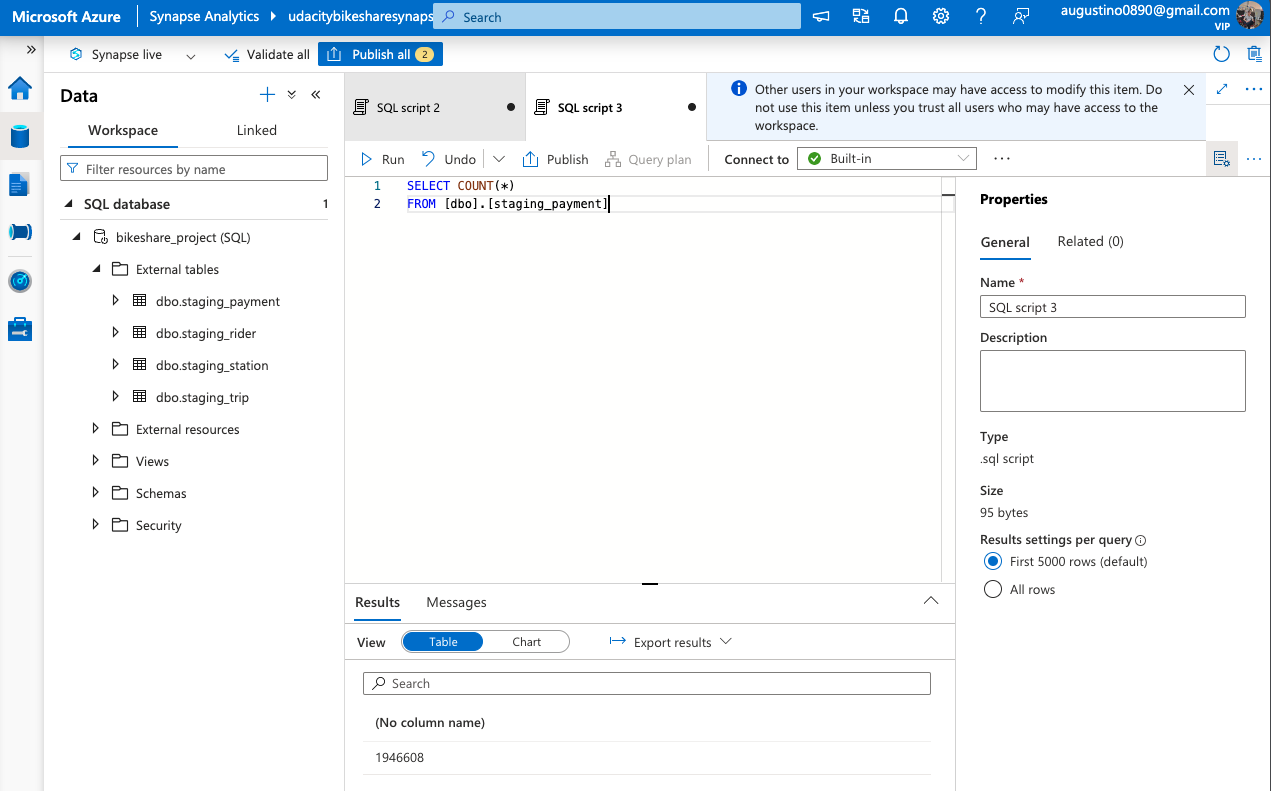 Microsoft Azure
Synapse Analytics
udacitybikesharesynaps
Search
augustino0890@gmail.com
VIP
Synapse live
Validate all
Publish all
2
Data
Workspace
Linked
Filter resources by name
SQL database
1
bikeshare_project (SQL)
External tables
dbo.staging_payment
dbo.staging_rider
dbo.staging_station
dbo.staging_trip
External resources
Views
Schemas
Security
SQL script 2
SQL script 3
Other users in your workspace may have access to modify this item. Do
not use this item unless you trust all users who may have access to the
workspace.
Run
Undo
Publish
Query plan
Connect to
Built-in
1 SELECT COUNT(*)
2 FROM [dbo].[staging_payment]
Results
Messages
View
Table
Chart
Export results
Search
(No column name)
1946608
Properties
General
Related (0)
Name *
SQL script 3
Description
Type
.sql script
Size
95 bytes
Results settings per query
First 5000 rows (default)
All rows